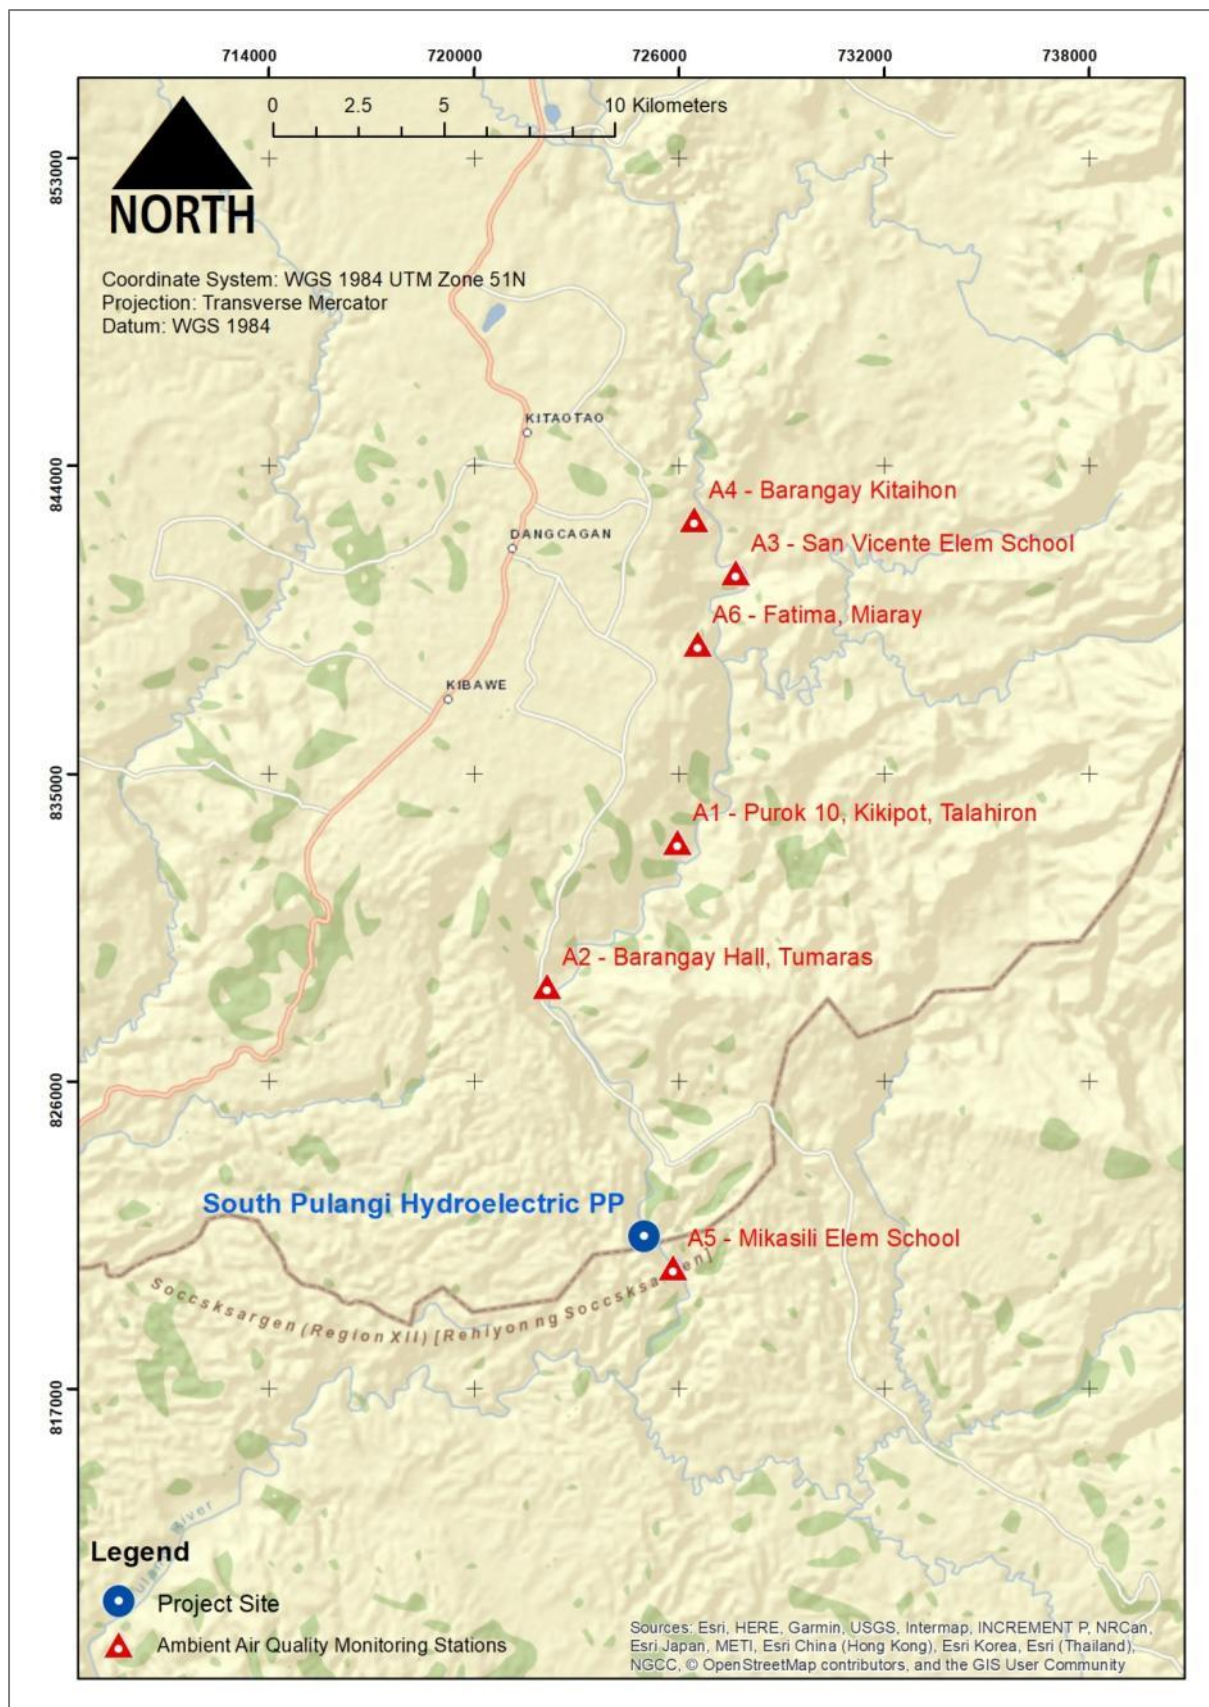 714000 720000 726000 732000 738000
0 2.5 5 10 Kilometers
853000
NORTH
Coordinate System: WGS 1984 UTM Zone 51N
Projection: Transverse Mercator
Datum: WGS 1984
KITAOTAO
844000
A4 - Barangay Kitaihon
DANGCAGAN
A3 - San Vicente Elem School
A6 - Fatima, Miaray
KIBAWE
835000
A1 - Purok 10, Kikipot, Talahiron
A2 - Barangay Hall, Tumaras
826000
South Pulangi Hydroelectric PP
A5 - Mikasili Elem School
Soccsksargen (Region XII) [Rehiyon ng Soccsksargen]
817000
River
Legend
Project Site
Ambient Air Quality Monitoring Stations
Sources: Esri, HERE, Garmin, USGS, Intermap, INCREMENT P, NRCan,
Esri Japan, METI, Esri China (Hong Kong), Esri Korea, Esri (Thailand),
NGCC, © OpenStreetMap contributors, and the GIS User Community